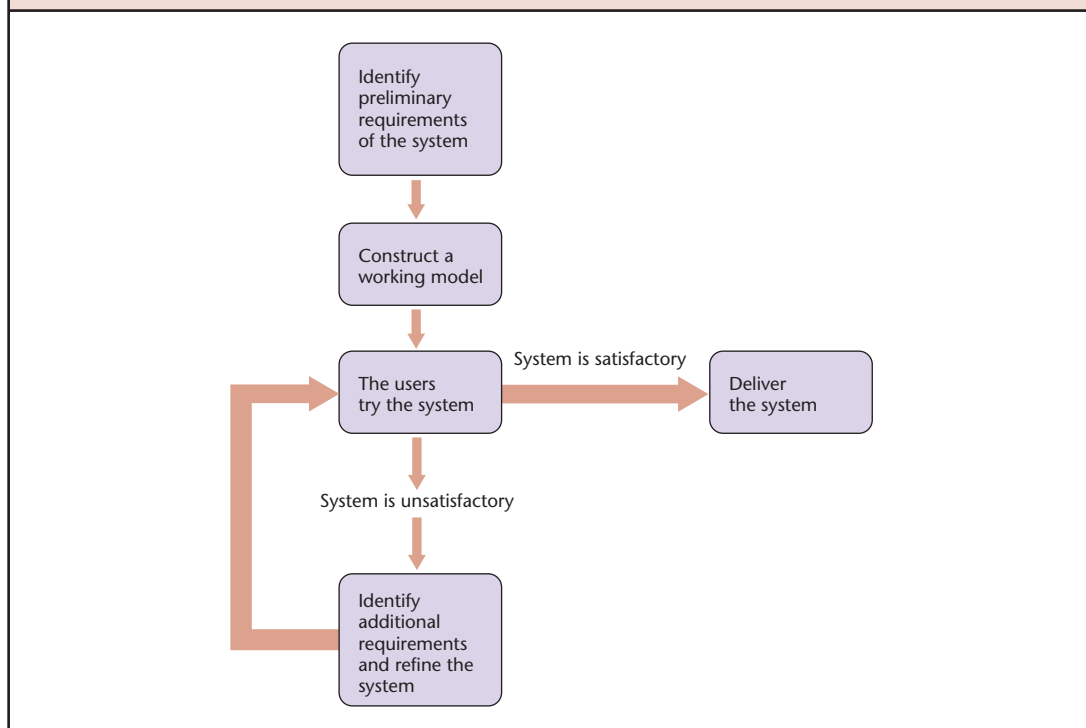 Identify
preliminary
requirements
of the system
Construct a
working model
The users
try the system
System is satisfactory
Deliver
the system
System is unsatisfactory
Identify
additional
requirements
and refine the
system